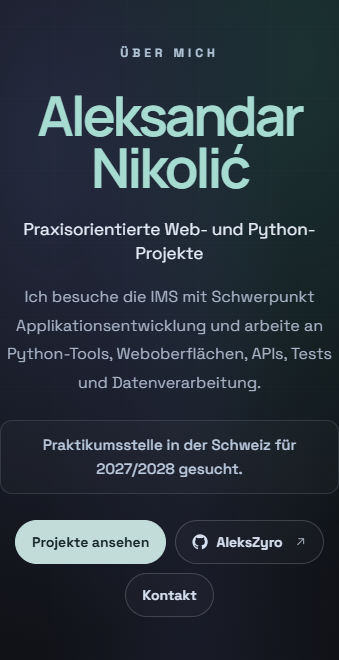 ÜBER MICH
Aleksandar
Nikolić
Praxisorientierte Web- und Python-
Projekte
Ich besuche die IMS mit Schwerpunkt
Applikationsentwicklung und arbeite an
Python-Tools, Weboberflächen, APIs, Tests
und Datenverarbeitung.
Praktikumsstelle in der Schweiz für
2027/2028 gesucht.
Projekte ansehen
AleksZyro ↗
Kontakt